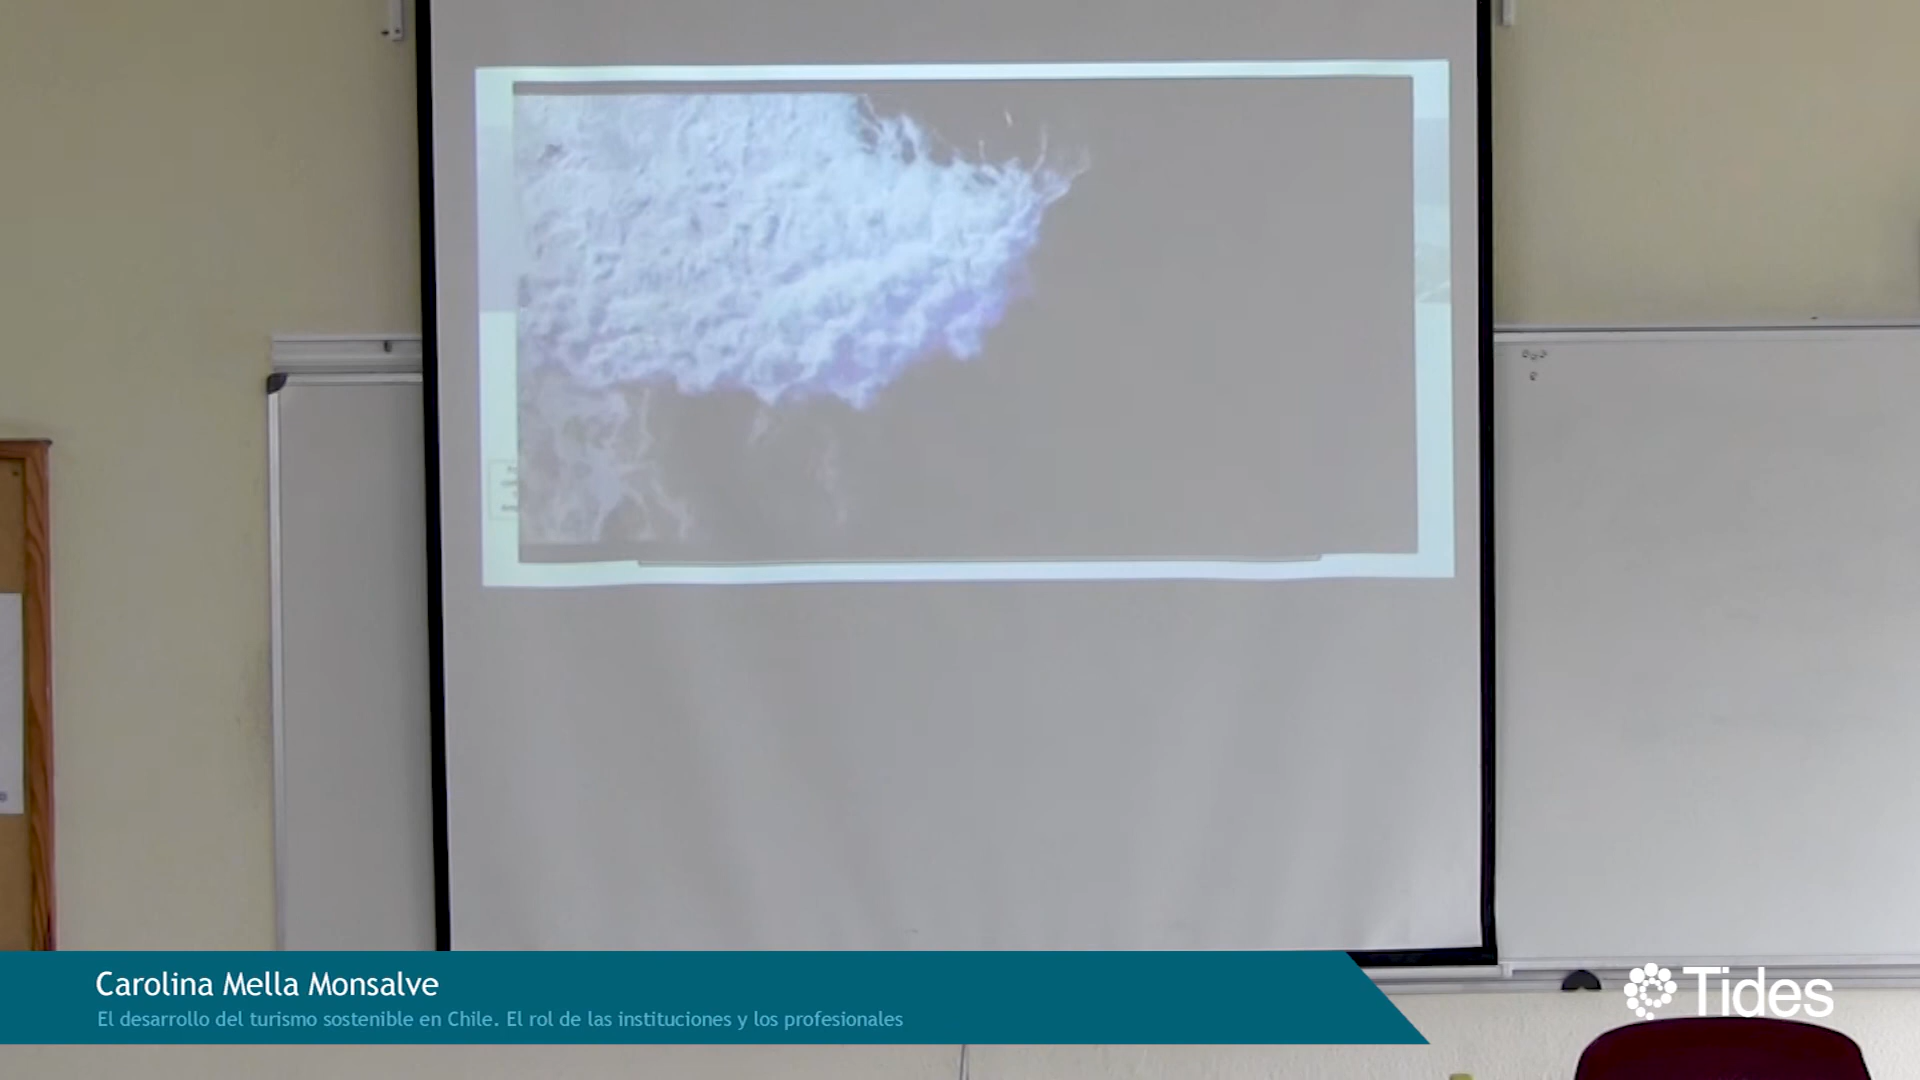 Carolina Mella Monsalve
El desarrollo del turismo sostenible en Chile. El rol de las instituciones y los profesionales
Tides